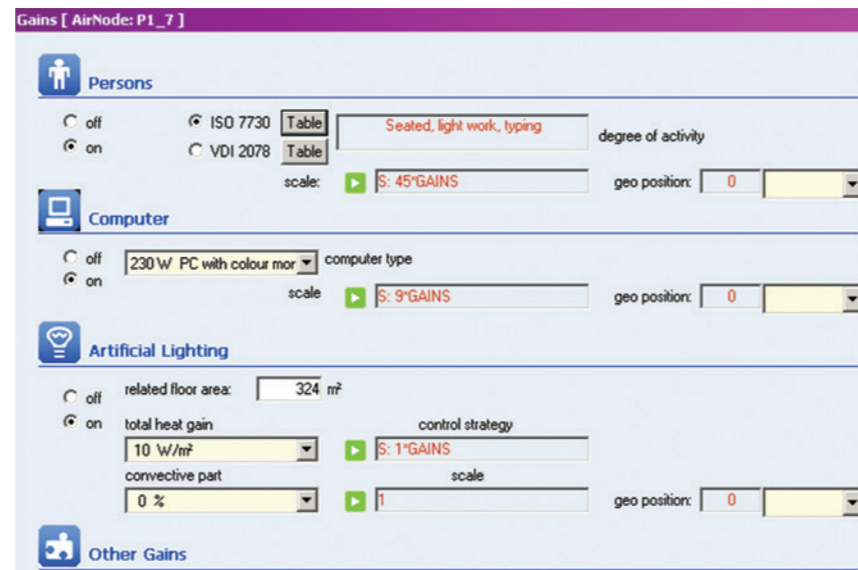 Gains [ AirNode: P1_7 ]
Persons
off
ISO 7730 Table Seated, light work, typing degree of activity
on
VDI 2078 Table
scale: S: 45*GAINS geo position: 0
Computer
off
230 W PC with colour mor computer type
on
scale S: 9*GAINS geo position: 0
Artificial Lighting
off
related floor area: 324 m²
on
total heat gain control strategy
10 W/m² S: 1*GAINS
convective part scale
0 % 1 geo position: 0
Other Gains